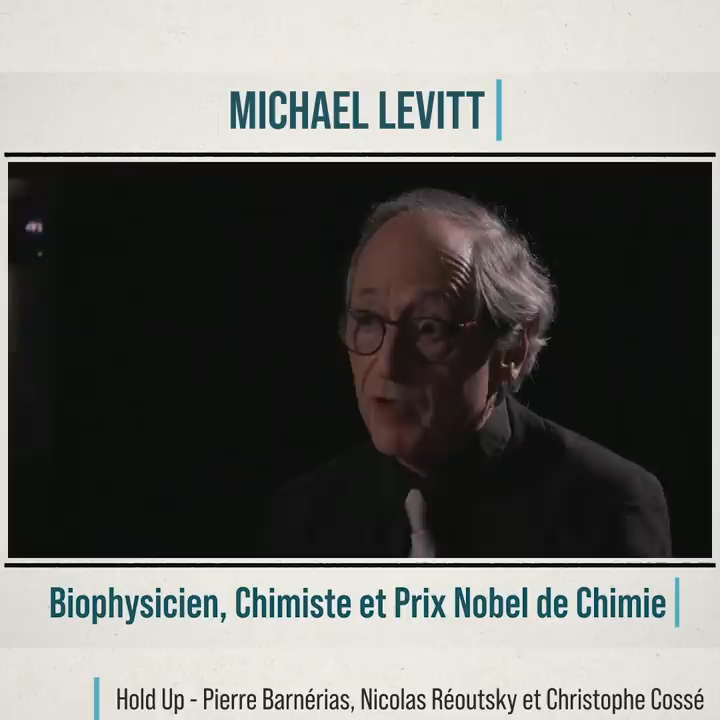 MICHAEL LEVITT
Biophysicien, Chimiste et Prix Nobel de Chimie
Hold Up - Pierre Barnérias, Nicolas Réoutsky et Christophe Cossé